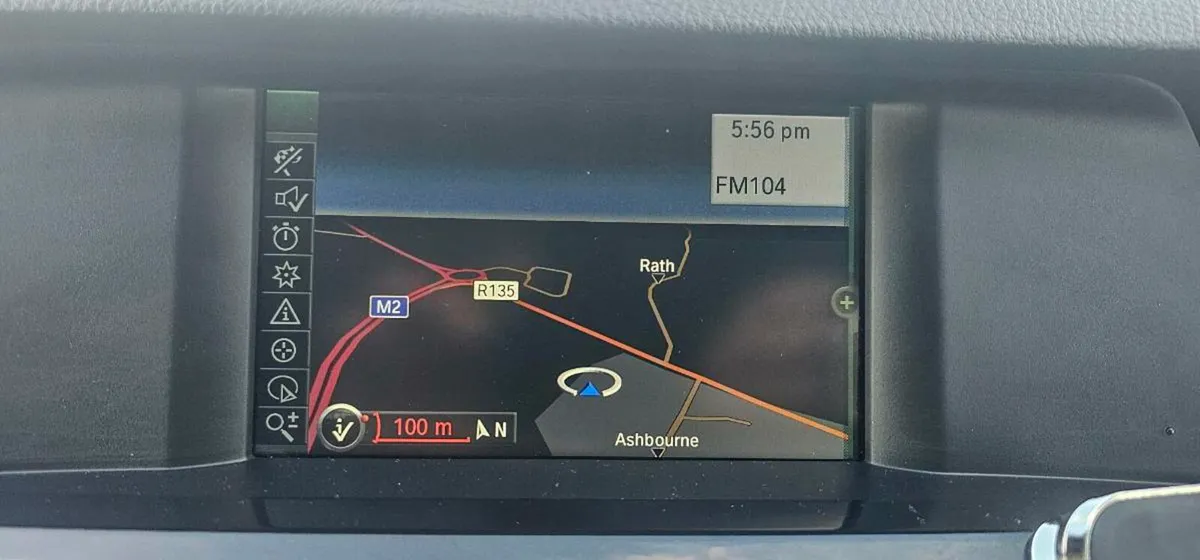 5:56 pm
FM104
Rath
R135
M2
100 m
N
Ashbourne